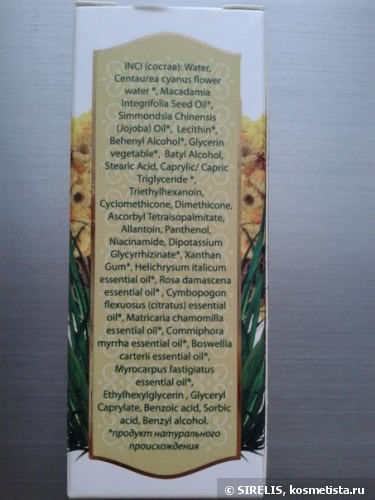 INCI (состав): Water,
Centaurea cyanus flower
water *, Macadamia
Integrifolia Seed Oil*,
Simmondsia Chinensis
(Jojoba) Oil*, Lecithin*,
Behenyl Alcohol*, Glycerin
vegetable*, Batyl Alcohol,
Stearic Acid, Caprylic/ Capric
Triglyceride *,
Triethylhexanoin,
Cyclomethicone, Dimethicone,
Ascorbyl Tetraisopalmitate,
Allantoin, Panthenol,
Niacinamide, Dipotassium
Glycyrrhizinate*, Xanthan
Gum*, Helichrysum italicum
essential oil*, Rosa damascena
essential oil* , Cymbopogon
flexuosus (citratus) essential
oil*, Matricaria chamomilla
essential oil*, Commiphora
myrrha essential oil*, Boswellia
carterii essential oil*,
Myrocarpus fastigiatus
essential oil*,
Ethylhexylglycerin , Glyceryl
Caprylate, Benzoic acid, Sorbic
acid, Benzyl alcohol.
*продукт натурального
происхождения
© SIRELIS, kosmetista.ru